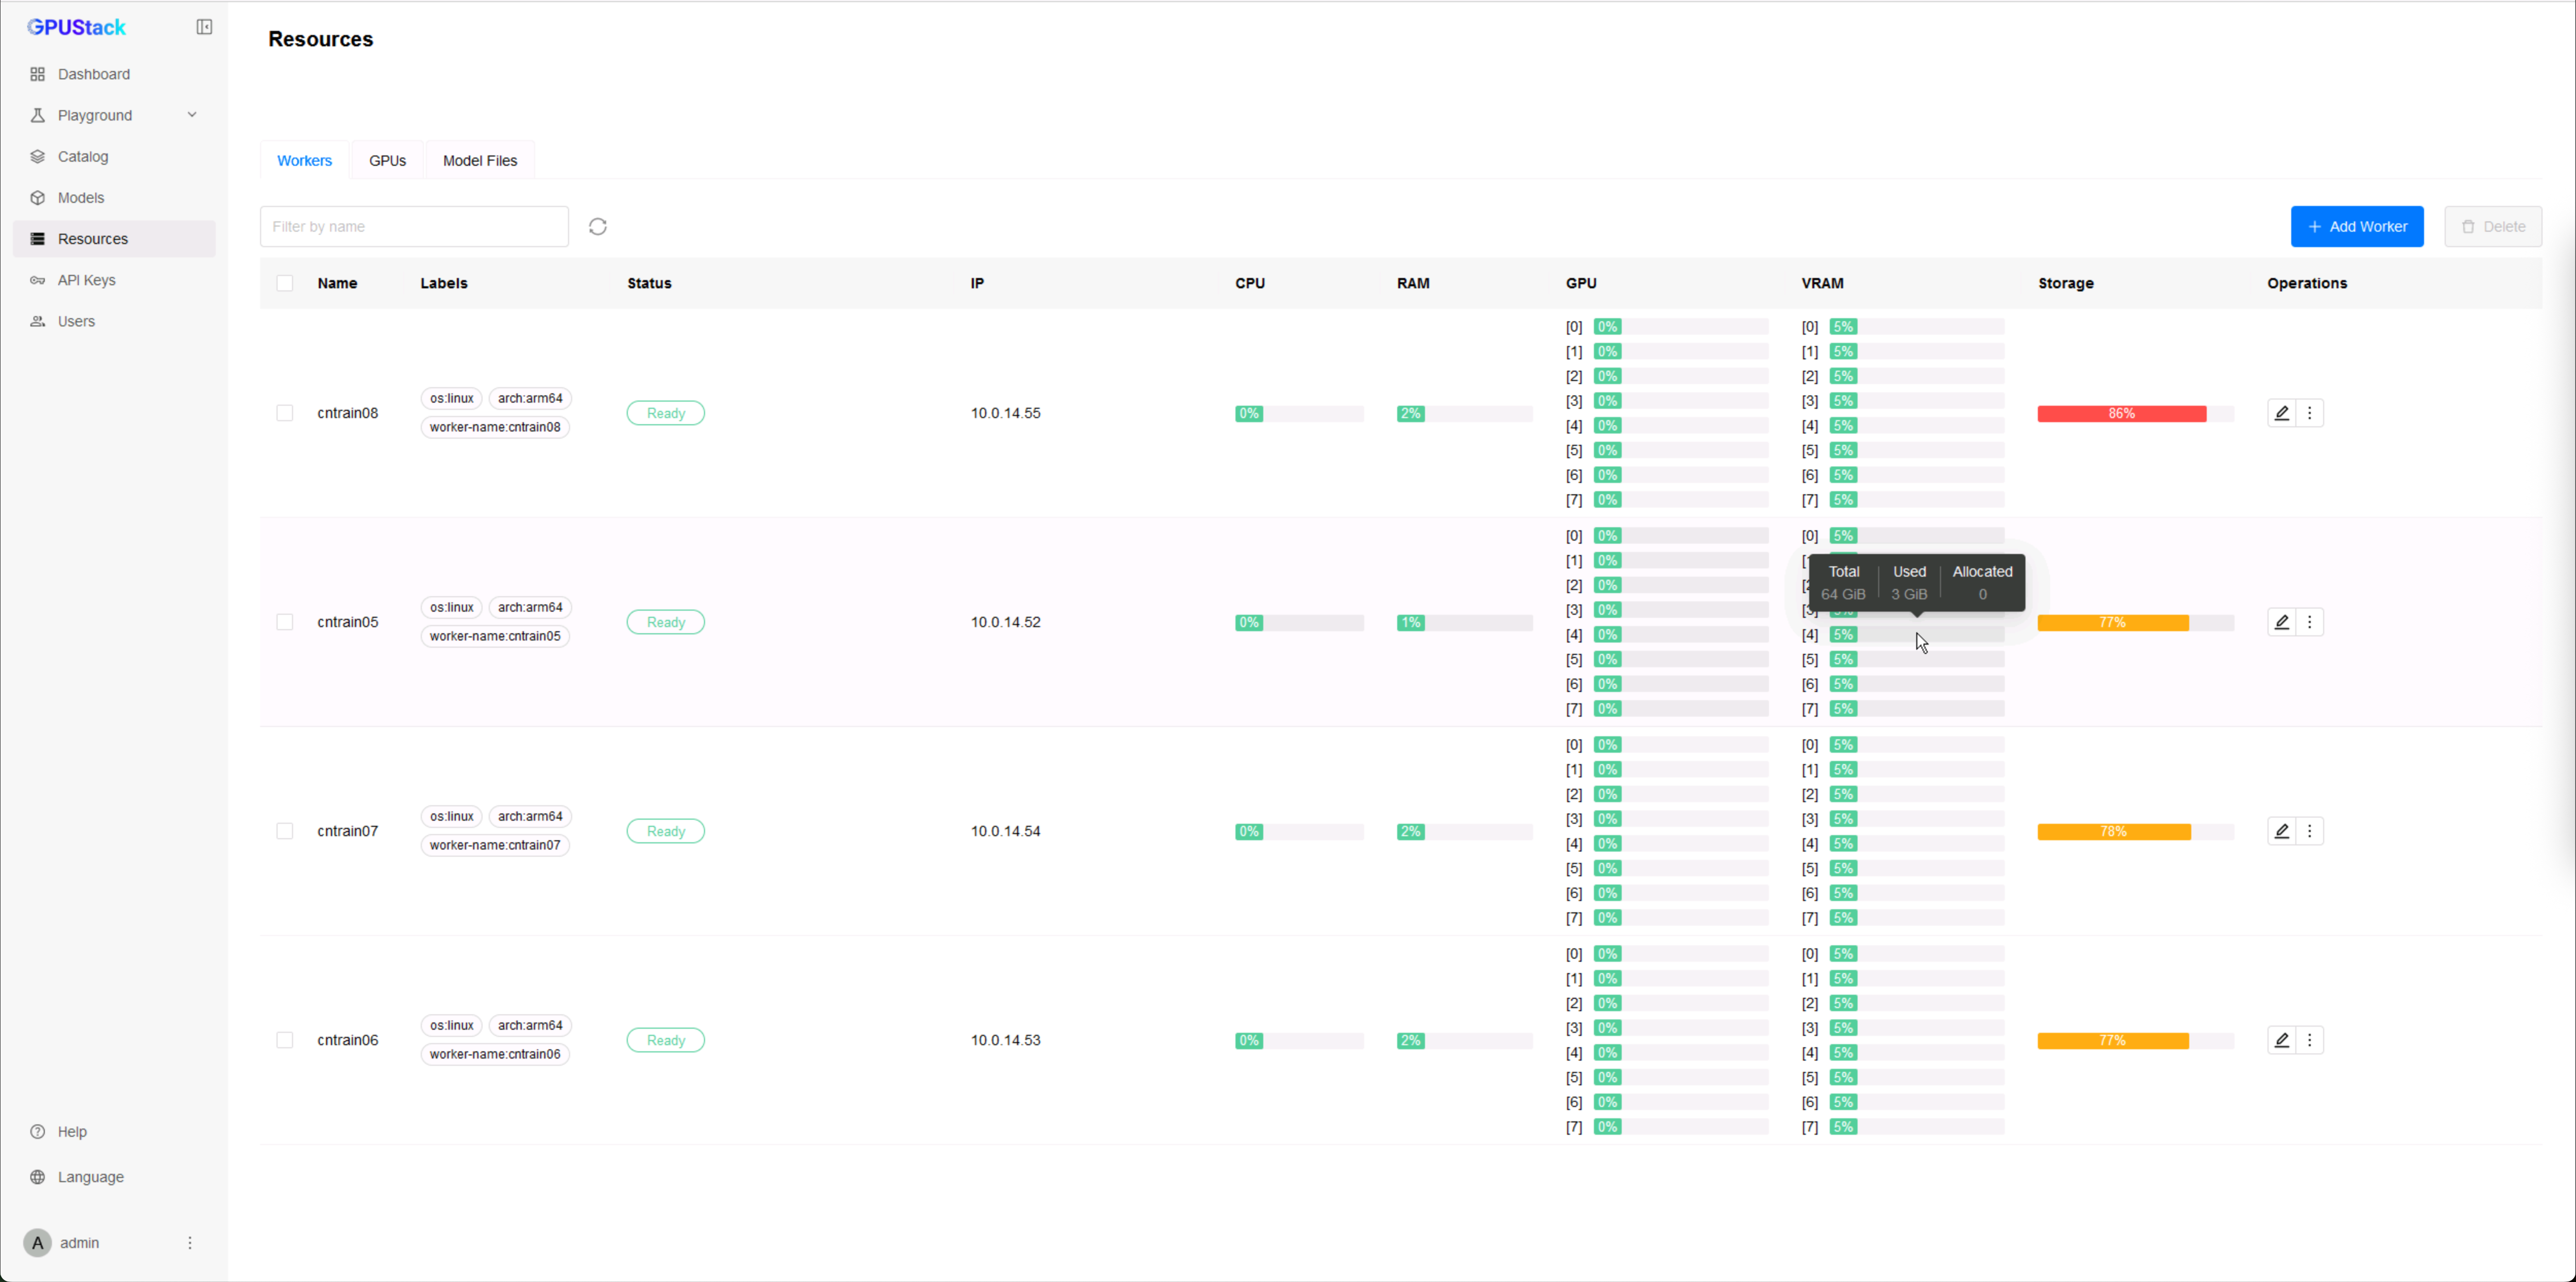 GPUStack
Dashboard
Playground
Catalog
Models
Resources
API Keys
Users
Help
Language
A admin
Resources
Workers GPUs Model Files
Filter by name
+ Add Worker Delete
Name Labels Status IP CPU RAM GPU VRAM Storage Operations
[0] 0% [0] 5%
[1] 0% [1] 5%
[2] 0% [2] 5%
os:linux arch:arm64 [3] 0% [3] 5%
cntrain08 Ready 10.0.14.55 0% 2% 86%
worker-name:cntrain08 [4] 0% [4] 5%
[5] 0% [5] 5%
[6] 0% [6] 5%
[7] 0% [7] 5%
[0] 0% [0] 5%
[1] 0%
Total Used Allocated
[2] 0%
64 GiB 3 GiB 0
os:linux arch:arm64 [3] 0% [3]
cntrain05 Ready 10.0.14.52 0% 1% 77%
worker-name:cntrain05 [4] 0% [4] 5%
[5] 0% [5] 5%
[6] 0% [6] 5%
[7] 0% [7] 5%
[0] 0% [0] 5%
[1] 0% [1] 5%
[2] 0% [2] 5%
os:linux arch:arm64 [3] 0% [3] 5%
cntrain07 Ready 10.0.14.54 0% 2% 78%
worker-name:cntrain07 [4] 0% [4] 5%
[5] 0% [5] 5%
[6] 0% [6] 5%
[7] 0% [7] 5%
[0] 0% [0] 5%
[1] 0% [1] 5%
[2] 0% [2] 5%
os:linux arch:arm64 [3] 0% [3] 5%
cntrain06 Ready 10.0.14.53 0% 2% 77%
worker-name:cntrain06 [4] 0% [4] 5%
[5] 0% [5] 5%
[6] 0% [6] 5%
[7] 0% [7] 5%